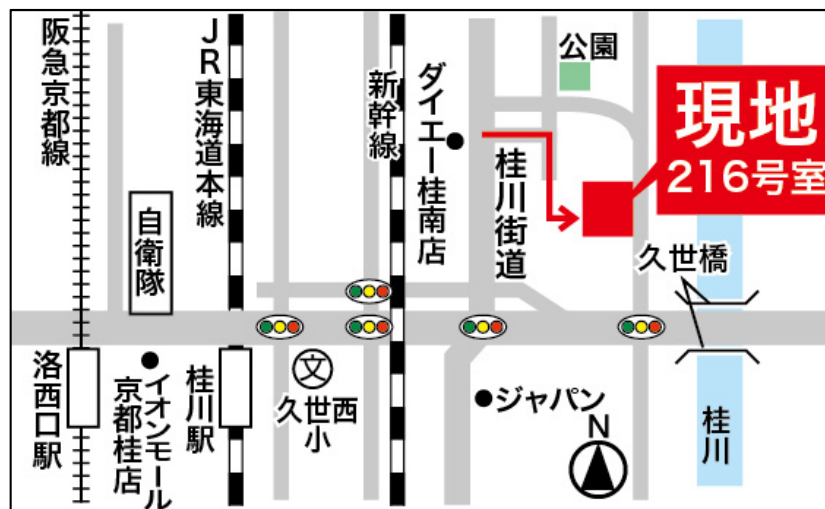 阪急京都線
JR東海道本線
新幹線
ダイエー桂南店
桂川街道
公園
現地
216号室
自衛隊
久世橋
洛西口駅
イオンモール
京都桂店
桂川駅
文
久世西
小
ジャパン
N
桂川